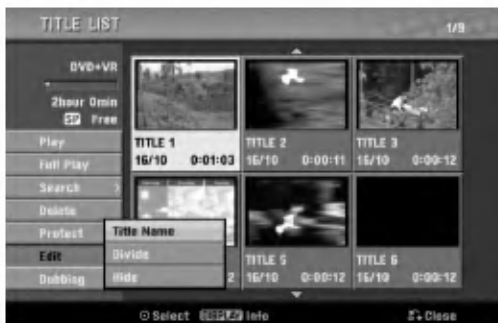 TITLE LIST
1/9
DVD+VR
2hour 0min
SP Free
Play
Full Play
Search >
Delete
Protect
Edit
Dubbing
Title Name
Divide
Hide
TITLE 1
16/10 0:01:03
TITLE 2
16/10 0:00:11
TITLE 3
16/10 0:00:12
2
TITLE 5
16/10 0:00:12
TITLE 6
16/10 0:00:12
Select DISPLAY Info
Close